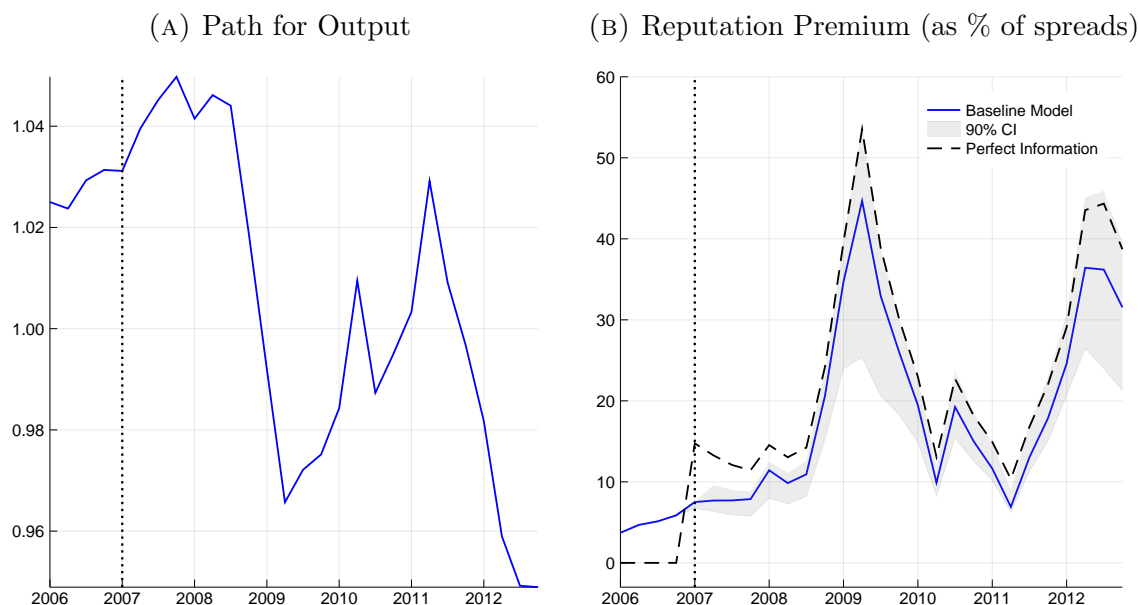 (A) Path for Output
1.04
1.02
1.00
0.98
0.96
2006 2007 2008 2009 2010 2011 2012
(B) Reputation Premium (as % of spreads)
60
50
40
30
20
10
0
Baseline Model
90% CI
Perfect Information
2006 2007 2008 2009 2010 2011 2012